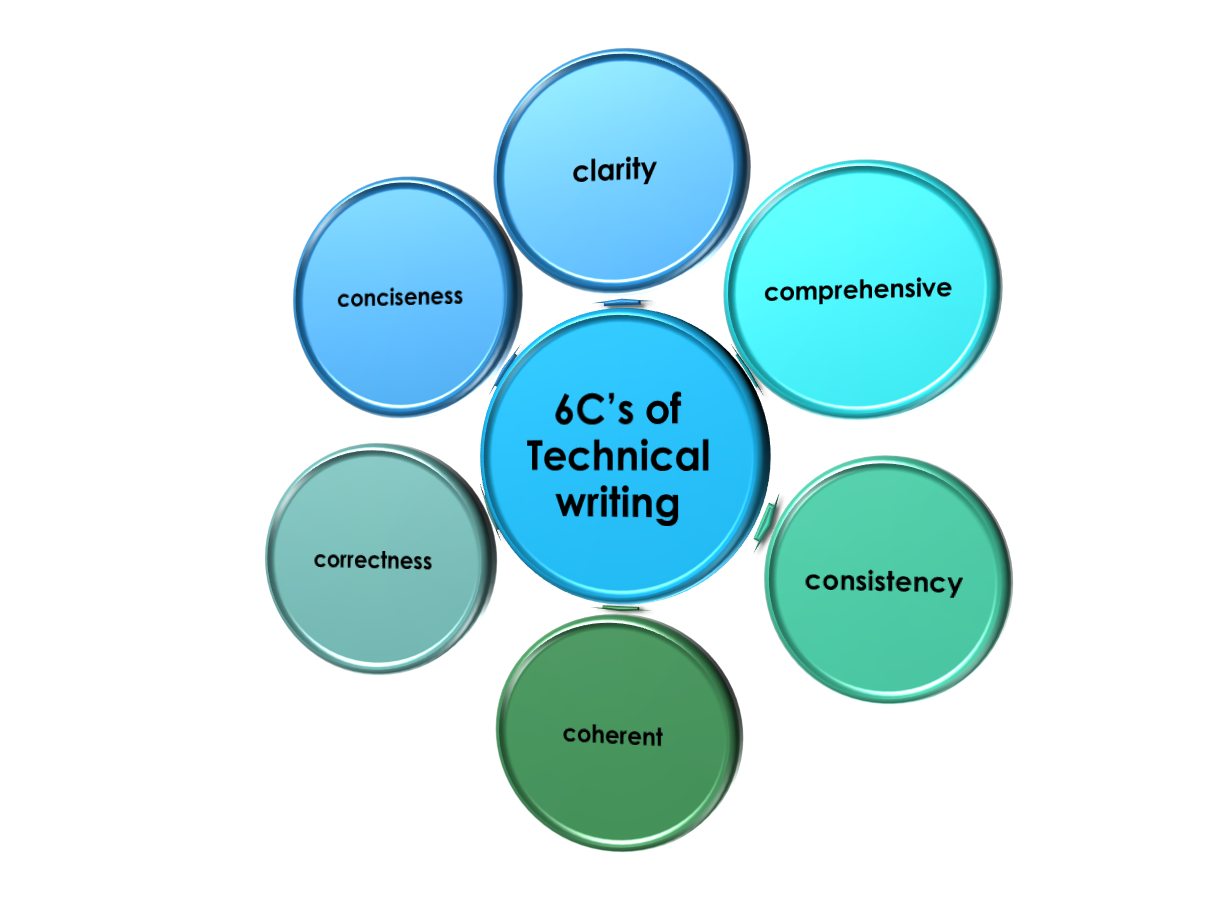 clarity
conciseness
comprehensive
6C’s of
Technical
writing
correctness
consistency
coherent